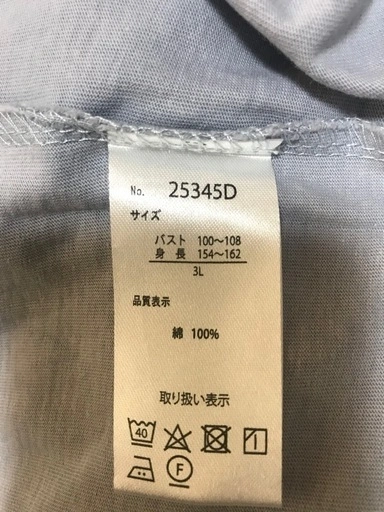 No. 25345D
サイズ
バスト 100〜108
身 長 154〜162
3L
品質表示
綿 100%
取り扱い表示
40
F